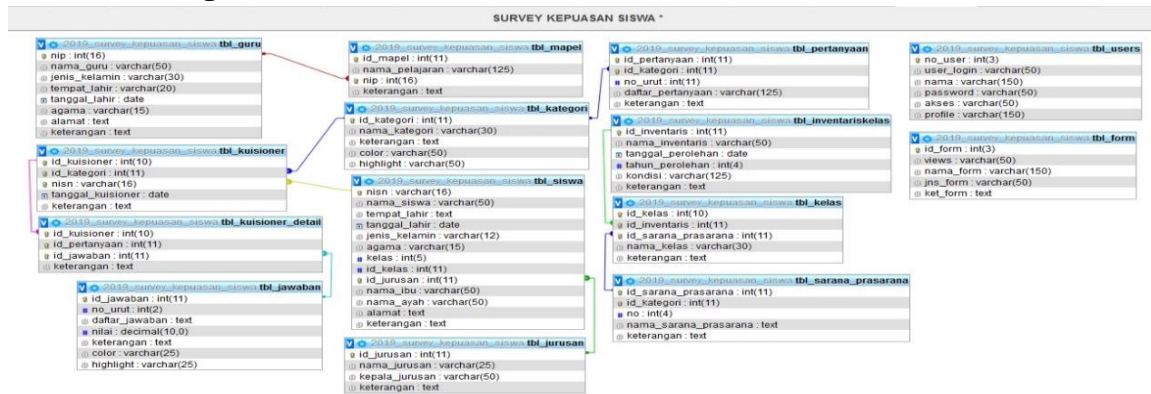 SURVEY KEPUASAN SISWA *
2019_survey_kepuasan_siswa tbl_guru
nip : int(16)
nama_guru : varchar(50)
jenis_kelamin : varchar(30)
tempat_lahir : varchar(20)
tanggal_lahir : date
agama : varchar(15)
alamat : text
keterangan : text
2019_survey_kepuasan_siswa tbl_kuisioner
id_kuisioner : int(10)
id_kategori : int(11)
nisn : varchar(16)
tanggal_kuisioner : date
keterangan : text
2019_survey_kepuasan_siswa tbl_kuisioner_detail
id_kuisioner : int(10)
id_pertanyaan : int(11)
id_jawaban : int(11)
keterangan : text
2019_survey_kepuasan_siswa tbl_jawaban
id_jawaban : int(11)
no_urut : int(2)
daftar_jawaban : text
nilai : decimal(10,0)
keterangan : text
color : varchar(25)
highlight : varchar(25)
2019_survey_kepuasan_siswa tbl_mapel
id_mapel : int(11)
nama_pelajaran : varchar(125)
nip : int(16)
keterangan : text
2019_survey_kepuasan_siswa tbl_kategori
id_kategori : int(11)
nama_kategori : varchar(30)
keterangan : text
color : varchar(50)
highlight : varchar(50)
2019_survey_kepuasan_siswa tbl_siswa
nisn : varchar(16)
nama_siswa : varchar(50)
tempat_lahir : text
tanggal_lahir : date
jenis_kelamin : varchar(12)
agama : varchar(15)
kelas : int(5)
id_kelas : int(11)
id_jurusan : int(11)
nama_ibu : varchar(50)
nama_ayah : varchar(50)
alamat : text
keterangan : text
2019_survey_kepuasan_siswa tbl_jurusan
id_jurusan : int(11)
nama_jurusan : varchar(25)
kepala_jurusan : varchar(50)
keterangan : text
2019_survey_kepuasan_siswa tbl_pertanyaan
id_pertanyaan : int(11)
id_kategori : int(11)
no_urut : int(11)
daftar_pertanyaan : varchar(125)
keterangan : text
2019_survey_kepuasan_siswa tbl_inventariskelas
id_inventaris : int(11)
nama_inventaris : varchar(50)
tanggal_perolehan : date
tahun_perolehan : int(4)
kondisi : varchar(125)
keterangan : text
2019_survey_kepuasan_siswa tbl_kelas
id_kelas : int(10)
id_inventaris : int(11)
id_sarana_prasarana : int(11)
nama_kelas : varchar(30)
keterangan : text
2019_survey_kepuasan_siswa tbl_sarana_prasarana
id_sarana_prasarana : int(11)
id_kategori : int(11)
no : int(4)
nama_sarana_prasarana : text
keterangan : text
2019_survey_kepuasan_siswa tbl_users
no_user : int(3)
user_login : varchar(50)
nama : varchar(150)
password : varchar(50)
akses : varchar(50)
profile : varchar(150)
2019_survey_kepuasan_siswa tbl_form
id_form : int(3)
views : varchar(50)
nama_form : varchar(150)
jns_form : varchar(50)
ket_form : text